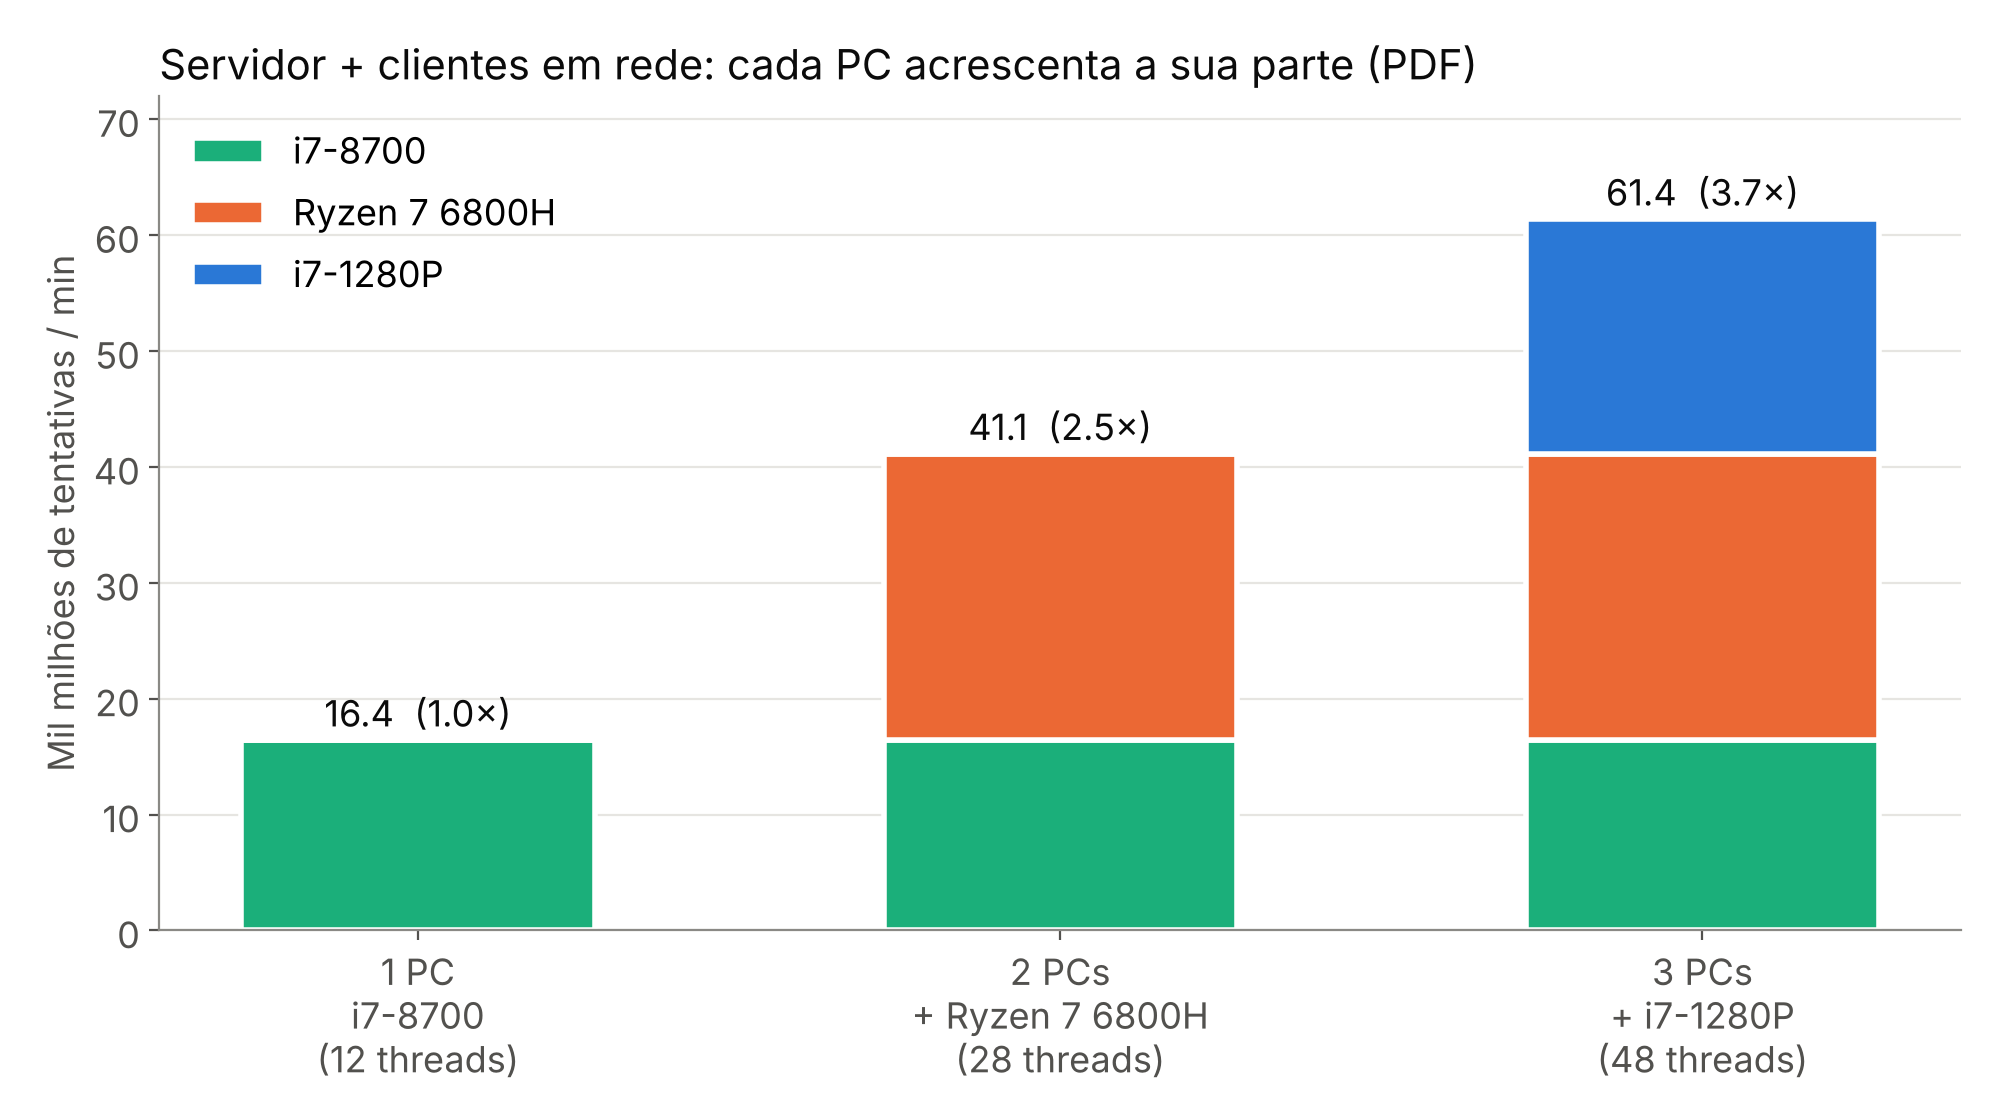 Servidor + clientes em rede: cada PC acrescenta a sua parte (PDF)
Mil milhões de tentativas / min
70
60
50
40
30
20
10
0
i7-8700
Ryzen 7 6800H
i7-1280P
16.4 (1.0×)
41.1 (2.5×)
61.4 (3.7×)
1 PC
i7-8700
(12 threads)
2 PCs
+ Ryzen 7 6800H
(28 threads)
3 PCs
+ i7-1280P
(48 threads)